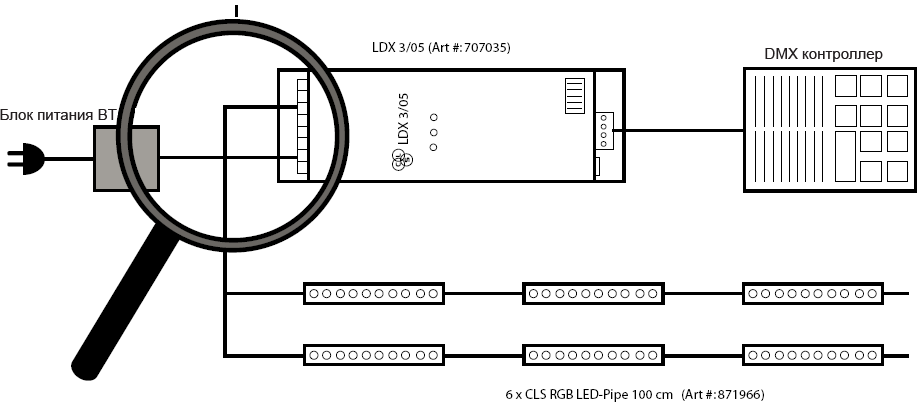 LDX 3/05 (Art #: 707035)
DMX контроллер
Блок питания BT
LDX 3/05
CLS
6 x CLS RGB LED-Pipe 100 cm (Art #: 871966)